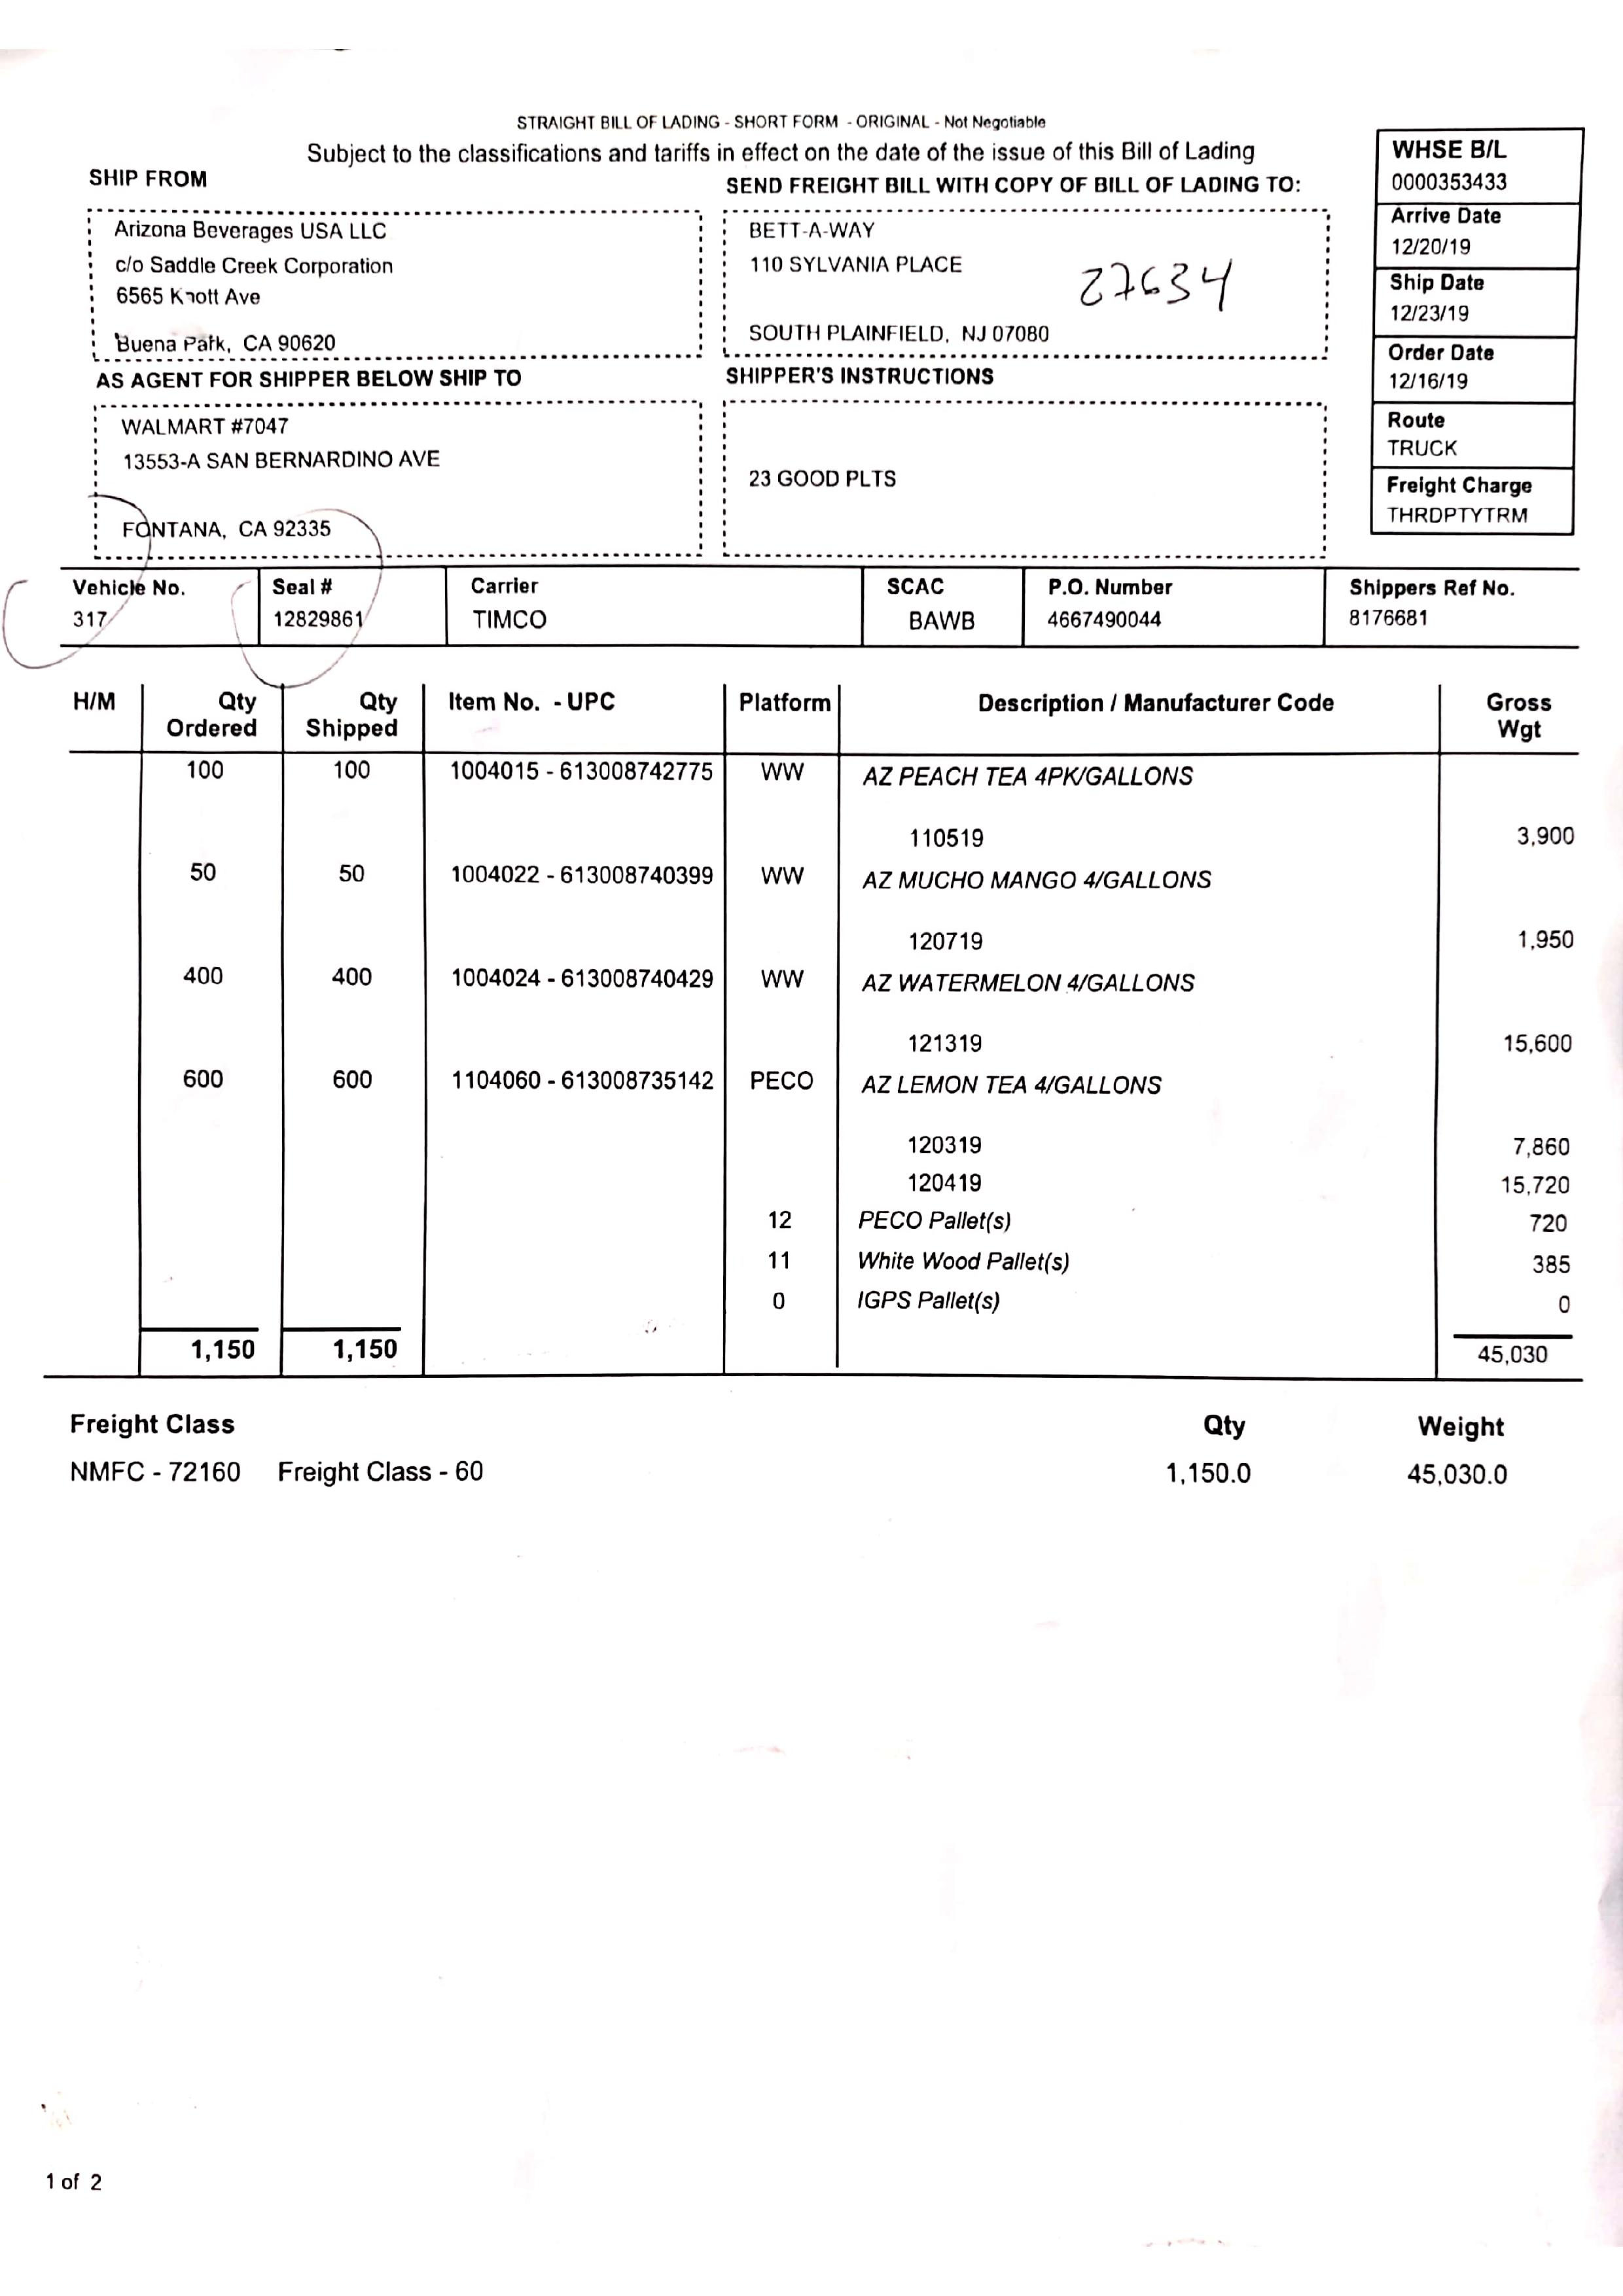 STRAIGHT BILL OF LADING - SHORT FORM - ORIGINAL - Not Negotiable
Subject to the classifications and tariffs in effect on the date of the issue of this Bill of Lading
SHIP FROM
Arizona Beverages USA LLC
c/o Saddle Creek Corporation
6565 Knott Ave
Buena Park, CA 90620
SEND FREIGHT BILL WITH COPY OF BILL OF LADING TO:
BETT-A-WAY
110 SYLVANIA PLACE
27634
SOUTH PLAINFIELD, NJ 07080
WHSE B/L
0000353433
Arrive Date
12/20/19
Ship Date
12/23/19
Order Date
12/16/19
Route
TRUCK
Freight Charge
THRDPTYTRM
AS AGENT FOR SHIPPER BELOW SHIP TO
WALMART #7047
13553-A SAN BERNARDINO AVE
FONTANA, CA 92335
SHIPPER'S INSTRUCTIONS
23 GOOD PLTS
Vehicle No. Seal # Carrier SCAC P.O. Number Shippers Ref No.
317 12829861 TIMCO BAWB 4667490044 8176681
H/M Qty Ordered Qty Shipped Item No. - UPC Platform Description / Manufacturer Code Gross Wgt
100 100 1004015 - 613008742775 WW AZ PEACH TEA 4PK/GALLONS
110519 3,900
50 50 1004022 - 613008740399 WW AZ MUCHO MANGO 4/GALLONS
120719 1,950
400 400 1004024 - 613008740429 WW AZ WATERMELON 4/GALLONS
121319 15,600
600 600 1104060 - 613008735142 PECO AZ LEMON TEA 4/GALLONS
120319 7,860
120419 15,720
12 PECO Pallet(s) 720
11 White Wood Pallet(s) 385
0 IGPS Pallet(s) 0
1,150 1,150 45,030
Freight Class Qty Weight
NMFC - 72160 Freight Class - 60 1,150.0 45,030.0
1 of 2